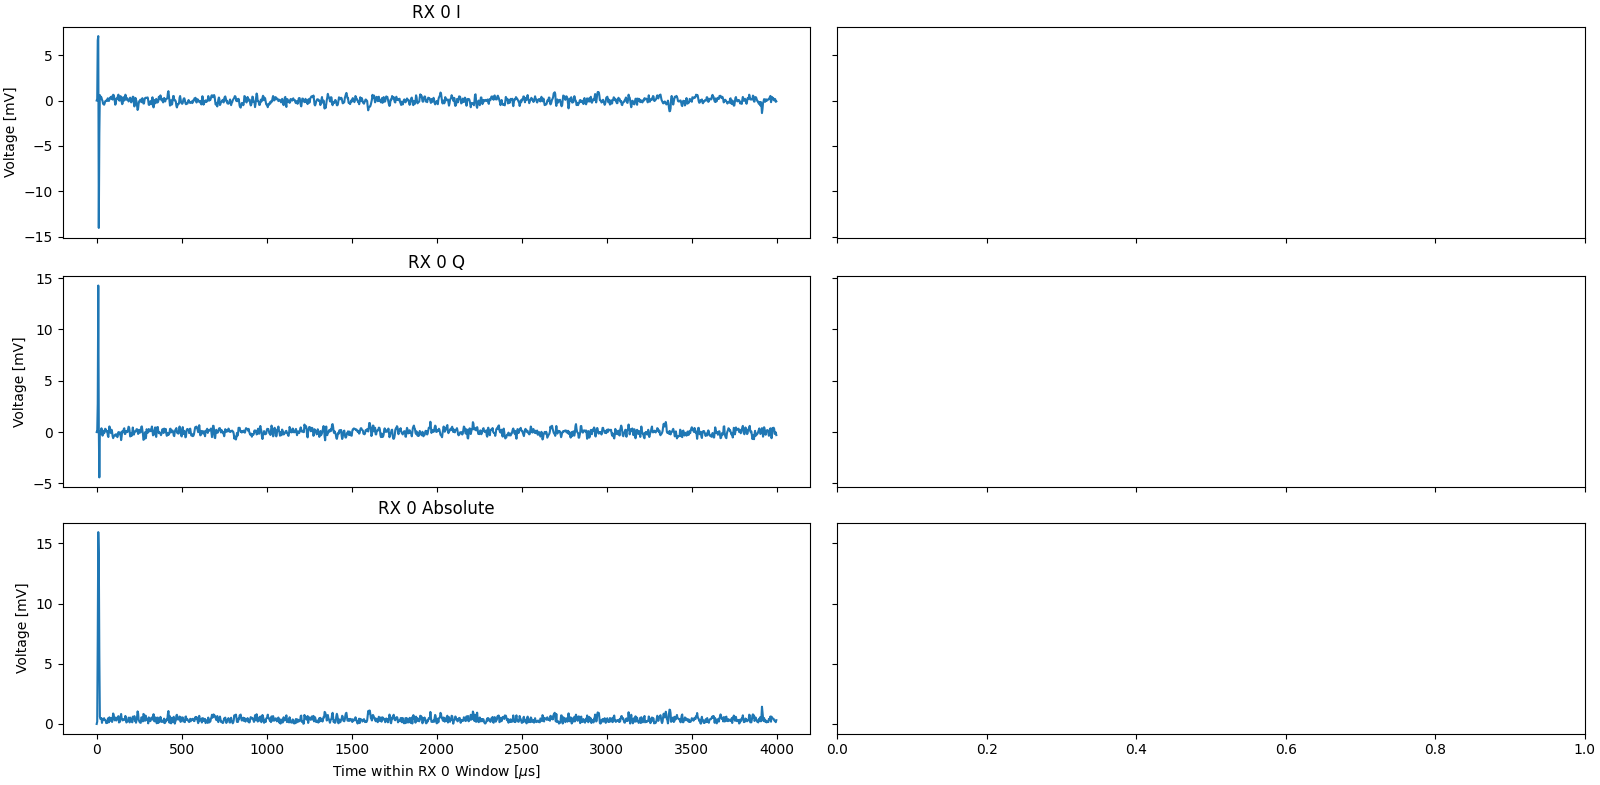 RX 0 I
Voltage [mV]
5
0
−5
−10
−15
RX 0 Q
Voltage [mV]
15
10
5
0
−5
RX 0 Absolute
Voltage [mV]
15
10
5
0
0 500 1000 1500 2000 2500 3000 3500 4000
Time within RX 0 Window [μs]
0.0 0.2 0.4 0.6 0.8 1.0